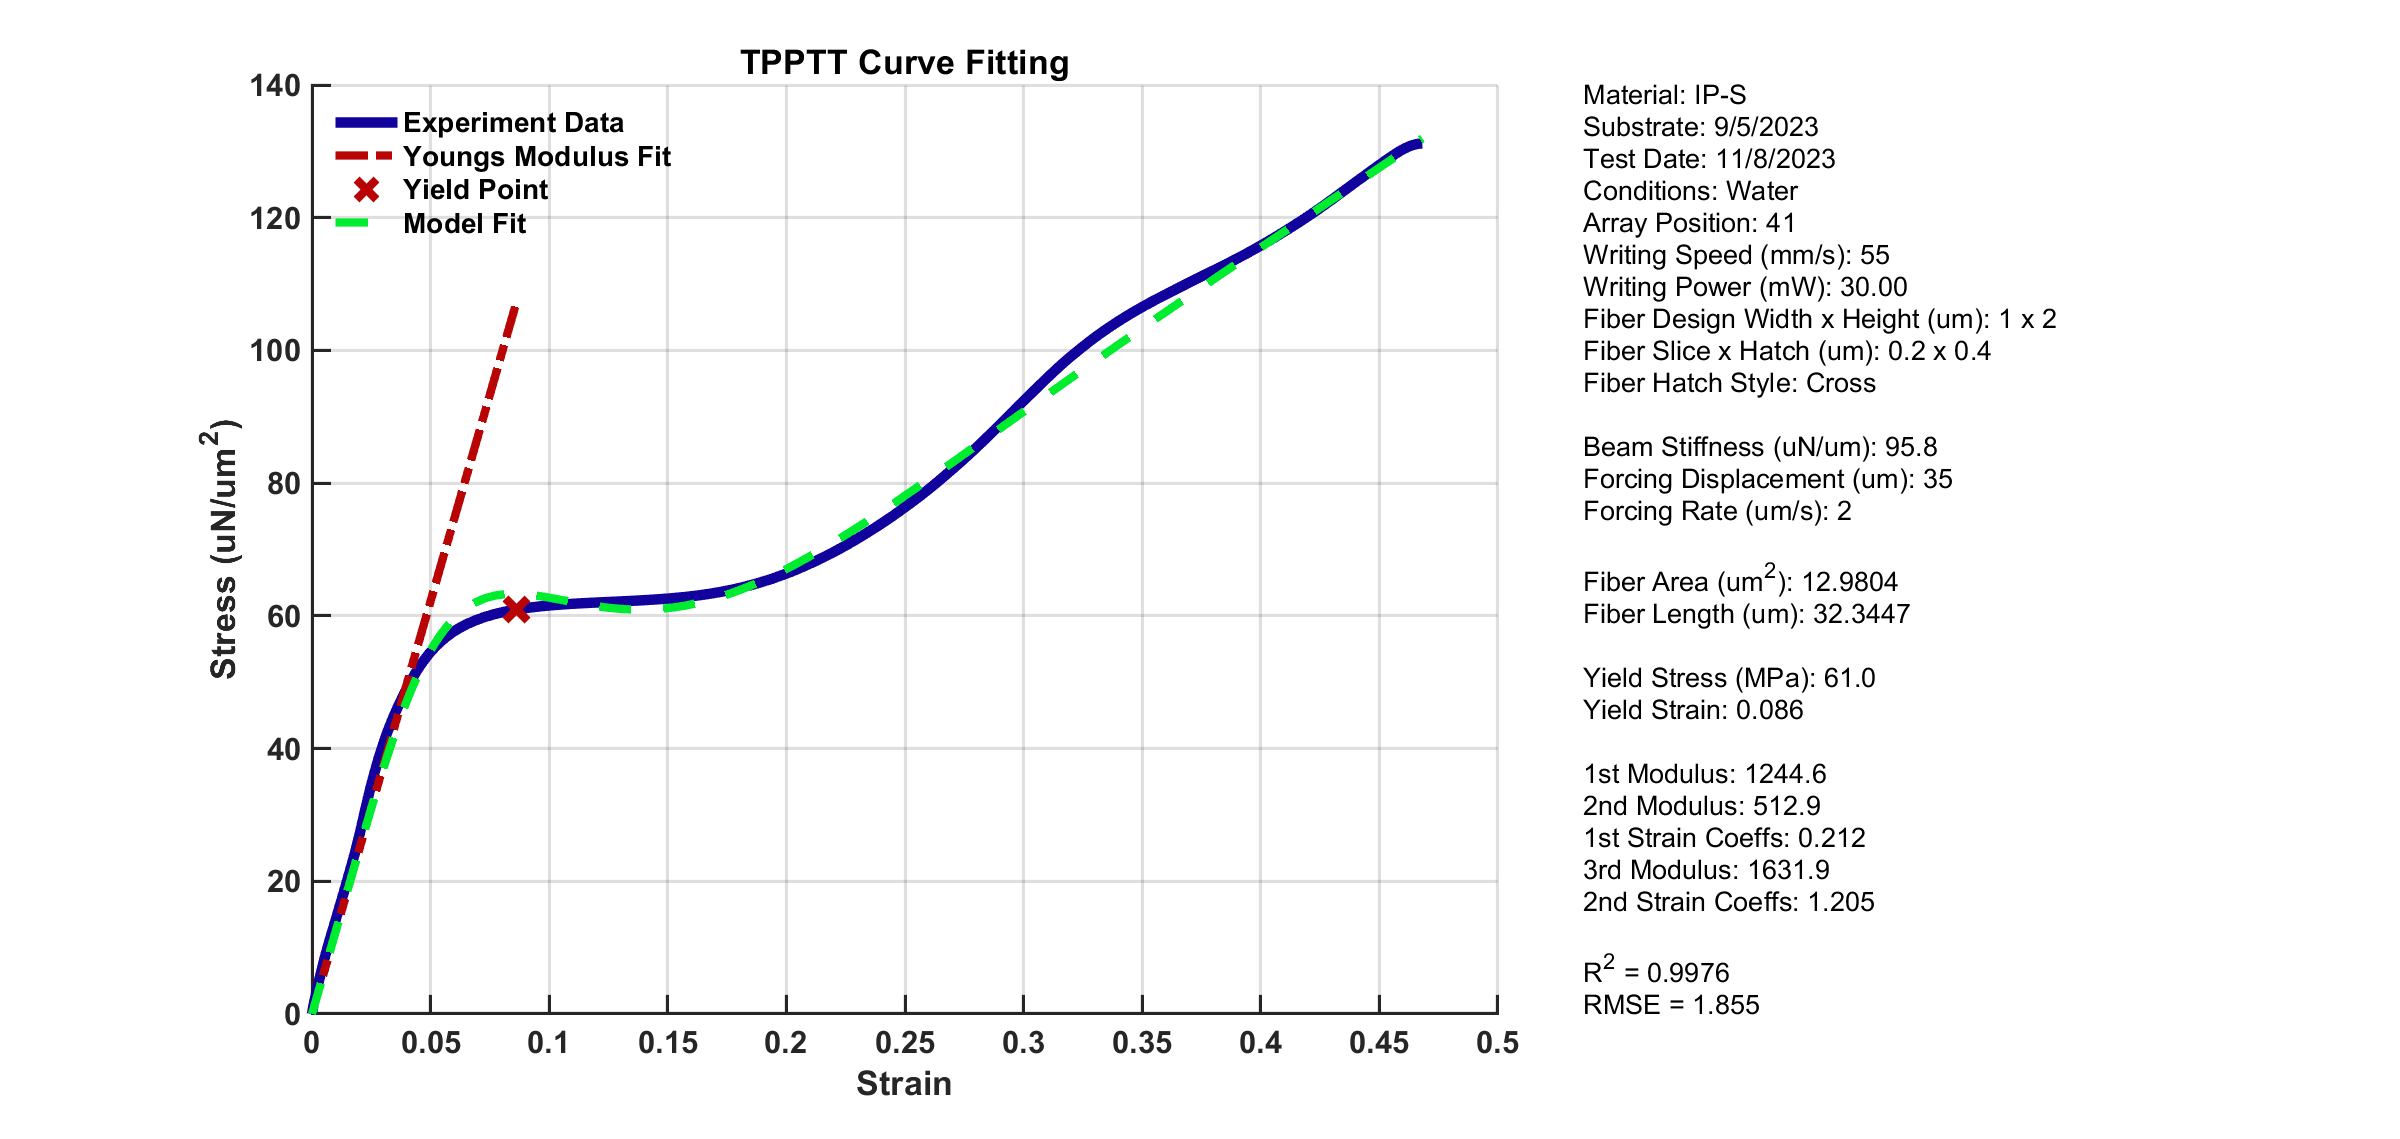 TPPTT Curve Fitting
140
120
100
80
60
40
20
0
Stress (uN/um²)
Experiment Data
Youngs Modulus Fit
Yield Point
Model Fit
0 0.05 0.1 0.15 0.2 0.25 0.3 0.35 0.4 0.45 0.5
Strain
Material: IP-S
Substrate: 9/5/2023
Test Date: 11/8/2023
Conditions: Water
Array Position: 41
Writing Speed (mm/s): 55
Writing Power (mW): 30.00
Fiber Design Width x Height (um): 1 x 2
Fiber Slice x Hatch (um): 0.2 x 0.4
Fiber Hatch Style: Cross
Beam Stiffness (uN/um): 95.8
Forcing Displacement (um): 35
Forcing Rate (um/s): 2
Fiber Area (um²): 12.9804
Fiber Length (um): 32.3447
Yield Stress (MPa): 61.0
Yield Strain: 0.086
1st Modulus: 1244.6
2nd Modulus: 512.9
1st Strain Coeffs: 0.212
3rd Modulus: 1631.9
2nd Strain Coeffs: 1.205
R² = 0.9976
RMSE = 1.855